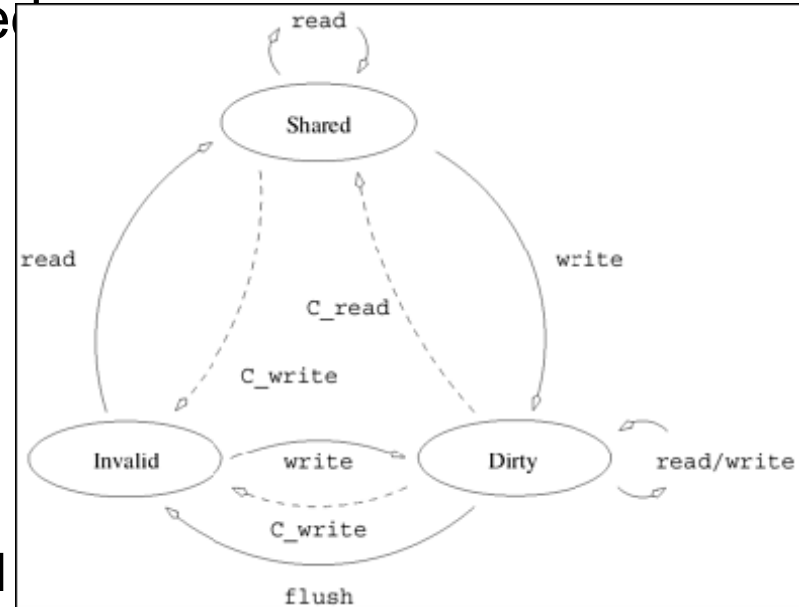 read
Shared
read
write
C_read
C_write
Invalid
write
Dirty
read/write
C_write
flush